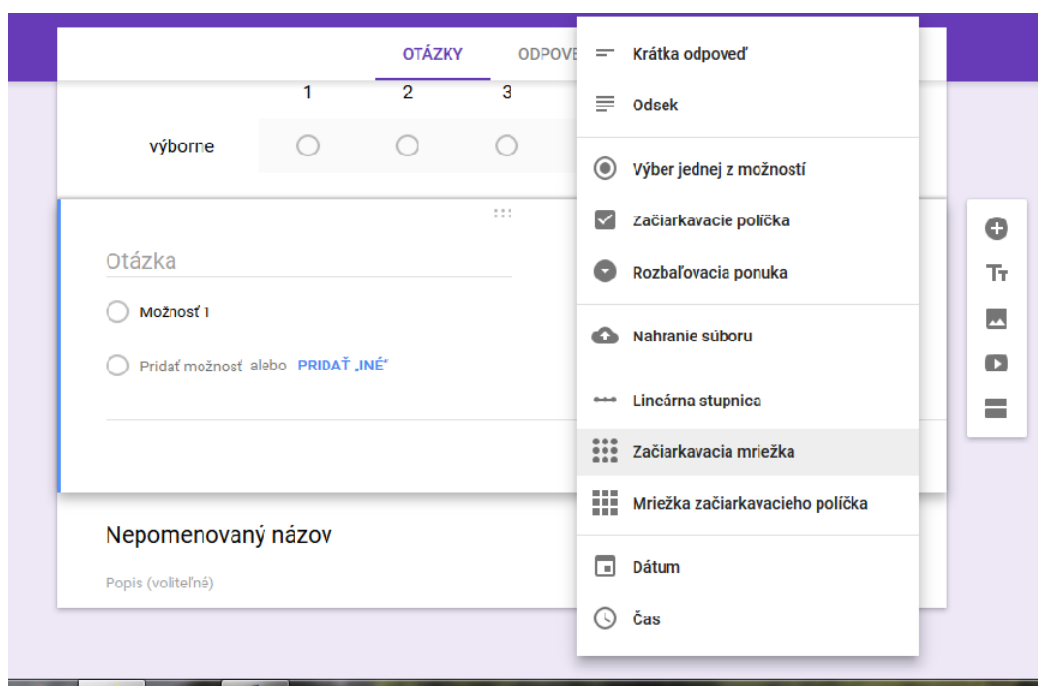 OTÁZKY
1 2 3
výborne
Otázka
Možnosť 1
Pridať možnosť alebo PRIDAŤ „INÉ“
Nepomenovaný názov
Popis (voliteľné)
Krátka odpoveď
Odsek
Výber jednej z možností
Začiarkavacie políčka
Rozbaľovacia ponuka
Nahranie súboru
Lineárna stupnica
Začiarkavacia mriežka
Mriežka začiarkavacieho políčka
Dátum
Čas